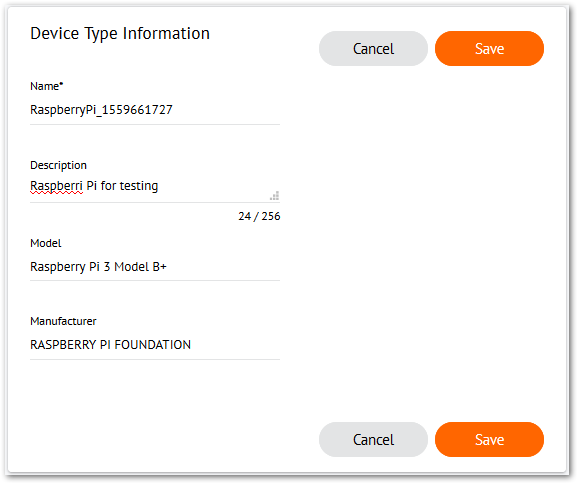 Device Type Information
Cancel
Save
Name*
RaspberryPi_1559661727
Description
Raspberri Pi for testing
24 / 256
Model
Raspberry Pi 3 Model B+
Manufacturer
RASPBERRY PI FOUNDATION
Cancel
Save